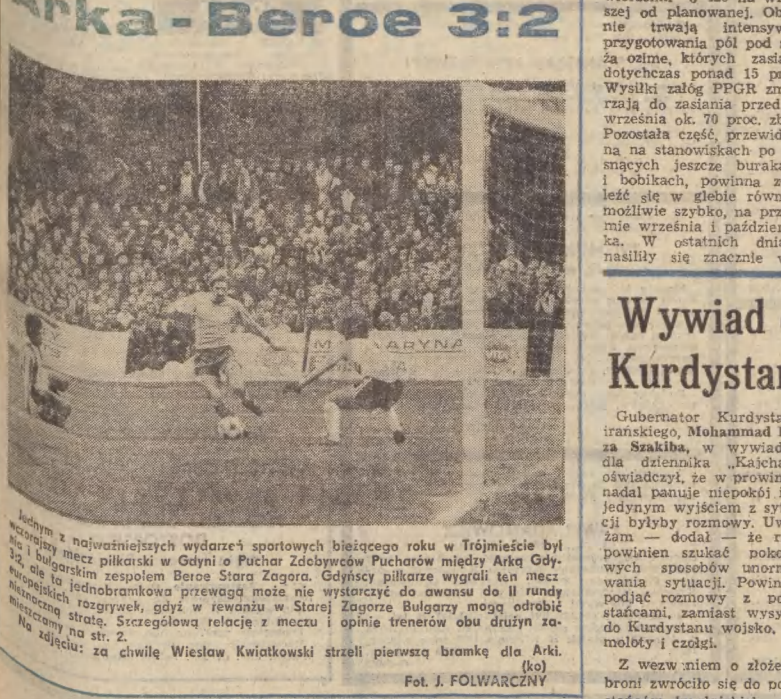 Arka - Beroe 3:2
Jednym z najważniejszych wydarzeń sportowych bieżącego roku w Trójmieście był
wczorajszy mecz piłkarski w Gdyni o Puchar Zdobywców Pucharów między Arką Gdy-
nia i bułgarskim zespołem Beroe Stara Zagora. Gdyńscy piłkarze wygrali ten mecz
3:2, ale ta jednobramkowa przewaga może nie wystarczyć do awansu do II rundy
europejskich rozgrywek, gdyż w rewanżu w Starej Zagorze Bułgarzy mogą odrobić
nieznaczną stratę. Szczegółową relację z meczu i opinie trenerów obu drużyn za-
mieszczamy na str. 2.
Na zdjęciu: za chwilę Wiesław Kwiatkowski strzeli pierwszą bramkę dla Arki.
(ko)
Fot. J. FOLWARCZNY
szej od planowanej. Ob
nie trwają intensyw
przygotowania pól pod
żą ozime, których zasia
dotychczas ponad 15 pr
Wysiłki załóg PPGR zm
rzają do zasiania przed
września ok. 70 proc. zb
Pozostała część, przewid
na na stanowiskach po
snących jeszcze buraka
i bobikach, powinna z
leźć się w glebie równ
możliwie szybko, na prz
mie września i paździer
ka. W ostatnich dnia
nasiliły się znacznie
Wywiad
Kurdystan
Gubernator Kurdysta
irańskiego, Mohammad
za Szakiba, w wywiad
dla dziennika „Kajcha
oświadczył, że w prowin
nadal panuje niepokój i
jedynym wyjściem z syt
cji byłyby rozmowy. Uw
żam — dodał — że r
powinien szukać poko
wych sposobów unorm
wania sytuacji. Powin
podjąć rozmowy z po
stańcami, zamiast wysy
do Kurdystanu wojsko,
moloty i czołgi.
Z wezwaniem o złoże
broni zwróciło się do po